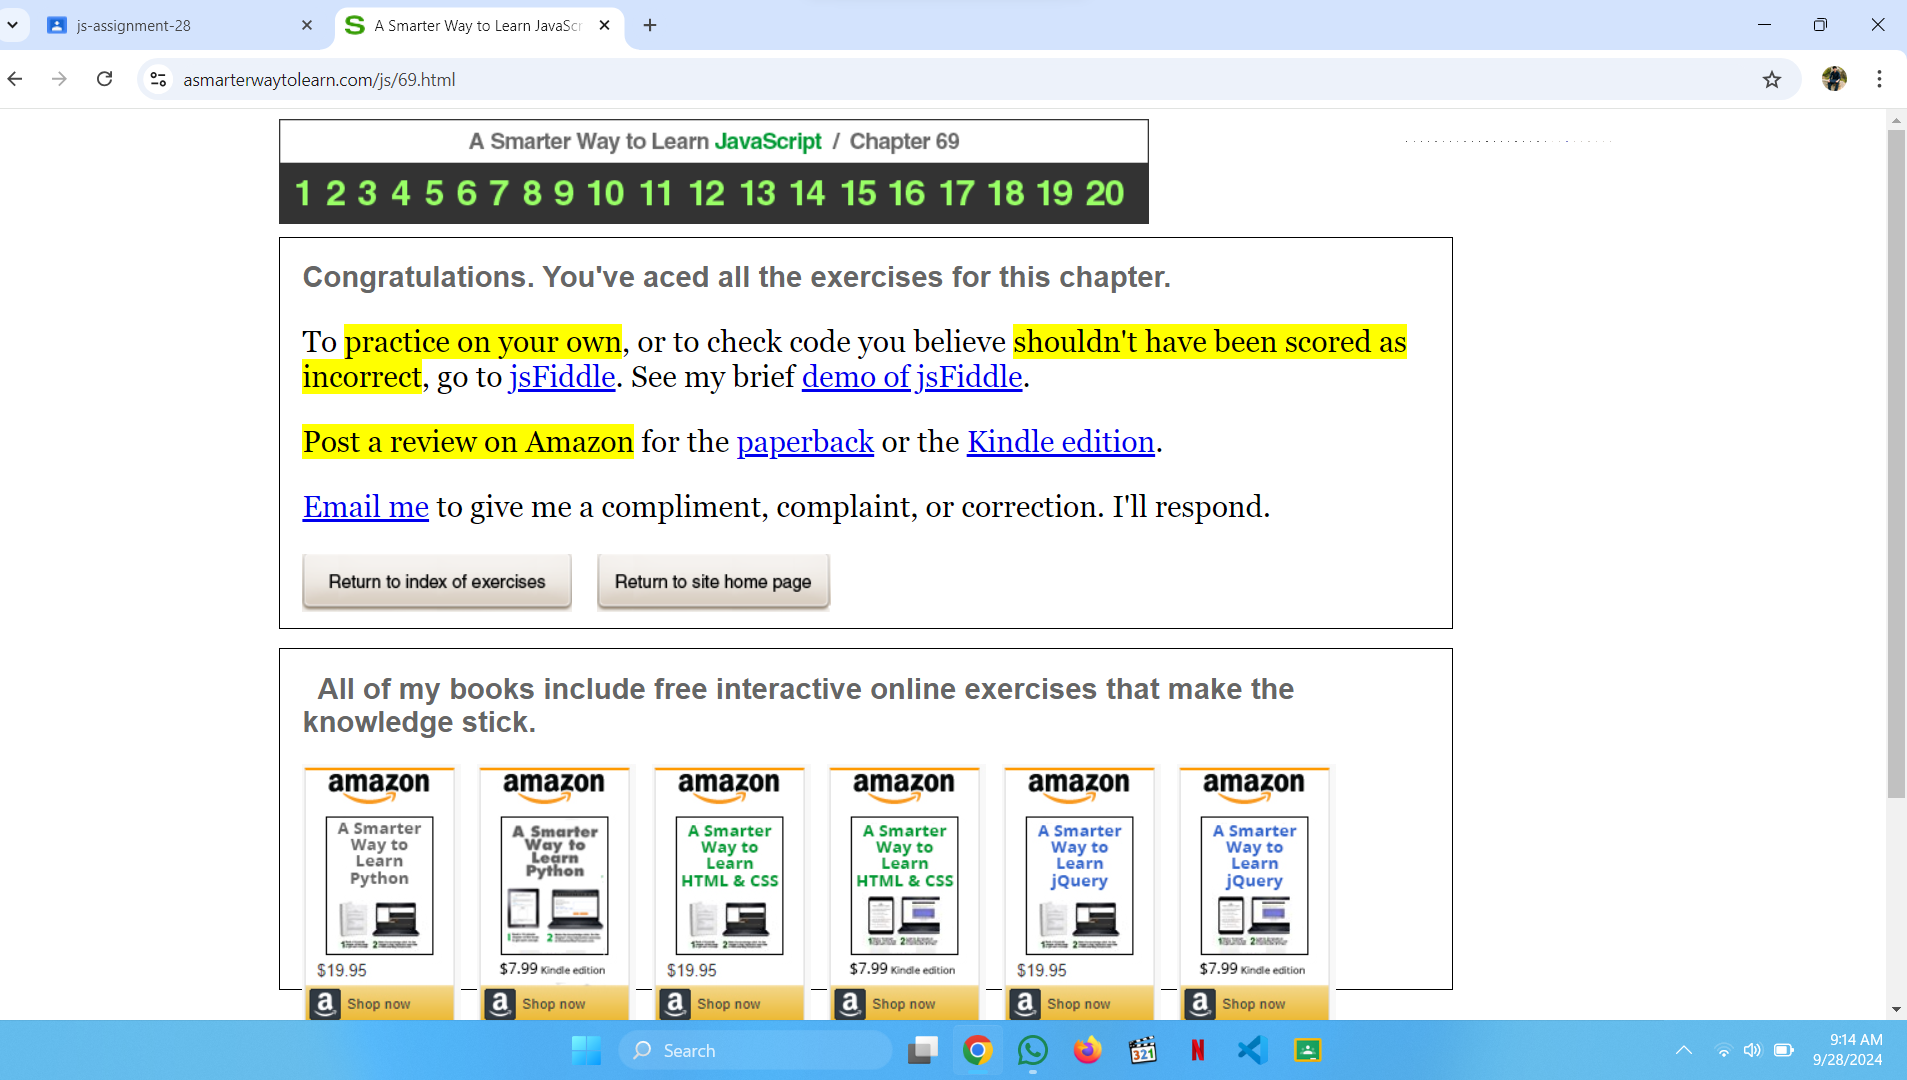 js-assignment-28
A Smarter Way to Learn JavaScr
asmarterwaytolearn.com/js/69.html
A Smarter Way to Learn JavaScript / Chapter 69
1 2 3 4 5 6 7 8 9 10 11 12 13 14 15 16 17 18 19 20
Congratulations. You've aced all the exercises for this chapter.
To practice on your own, or to check code you believe shouldn't have been scored as
incorrect, go to jsFiddle. See my brief demo of jsFiddle.
Post a review on Amazon for the paperback or the Kindle edition.
Email me to give me a compliment, complaint, or correction. I'll respond.
Return to index of exercises Return to site home page
All of my books include free interactive online exercises that make the
knowledge stick.
amazon amazon amazon amazon amazon amazon
A Smarter A Smarter A Smarter A Smarter A Smarter A Smarter
Way to Way to Way to Way to Way to Way to
Learn Learn Learn Learn Learn Learn
Python Python HTML & CSS HTML & CSS jQuery jQuery
$19.95 $7.99 Kindle edition $19.95 $7.99 Kindle edition $19.95 $7.99 Kindle edition
a Shop now a Shop now a Shop now a Shop now a Shop now a Shop now
Search
321
N
9:14 AM
9/28/2024